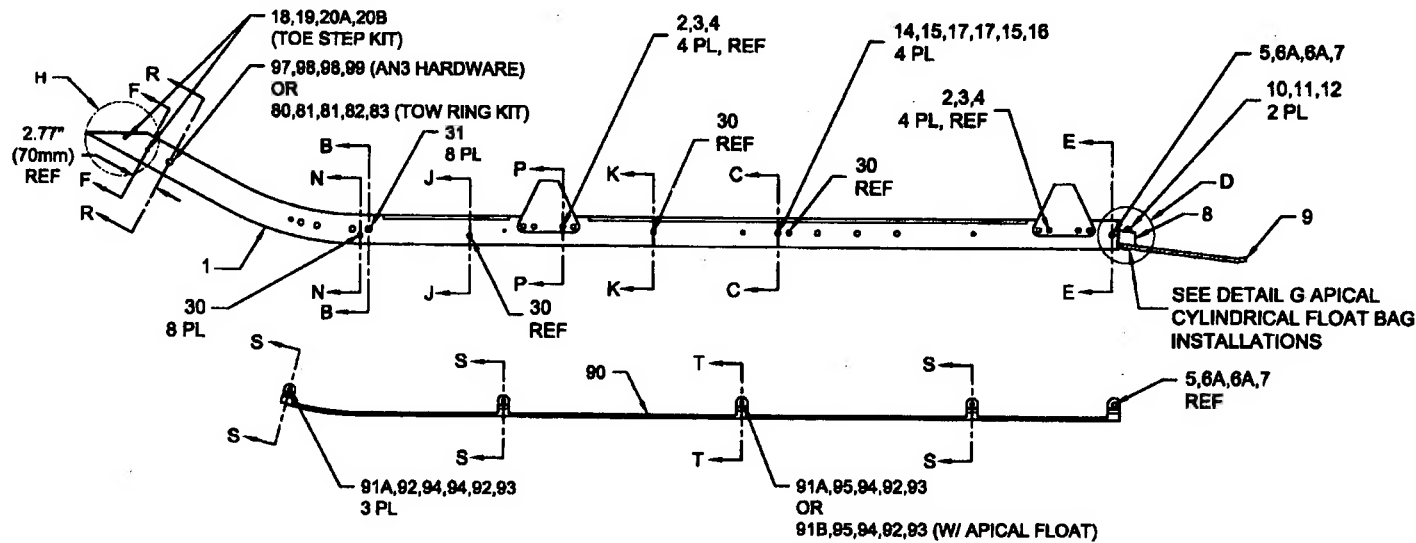 18,19,20A,20B
(TOE STEP KIT)
97,98,98,99 (AN3 HARDWARE)
OR
80,81,81,82,83 (TOW RING KIT)
H
R
F
2.77"
(70mm)
REF
F
R
31
8 PL
2,3,4
4 PL, REF
14,15,17,17,15,16
4 PL
30
REF
30
REF
2,3,4
4 PL, REF
5,6A,6A,7
10,11,12
2 PL
D
8
9
B
N
J
P
K
C
E
1
N
B
J
P
K
C
E
30
8 PL
30
REF
SEE DETAIL G APICAL
CYLINDRICAL FLOAT BAG
INSTALLATIONS
S
S
90
T
S
5,6A,6A,7
REF
S
S
T
S
91A,92,94,94,92,93
3 PL
91A,95,94,92,93
OR
91B,95,94,92,93 (W/ APICAL FLOAT)